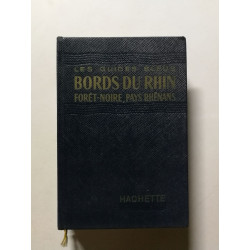 LES GUIDES BLEUS
BORDS DU RHIN
FORÊT-NOIRE, PAYS RHÉNANS
HACHETTE